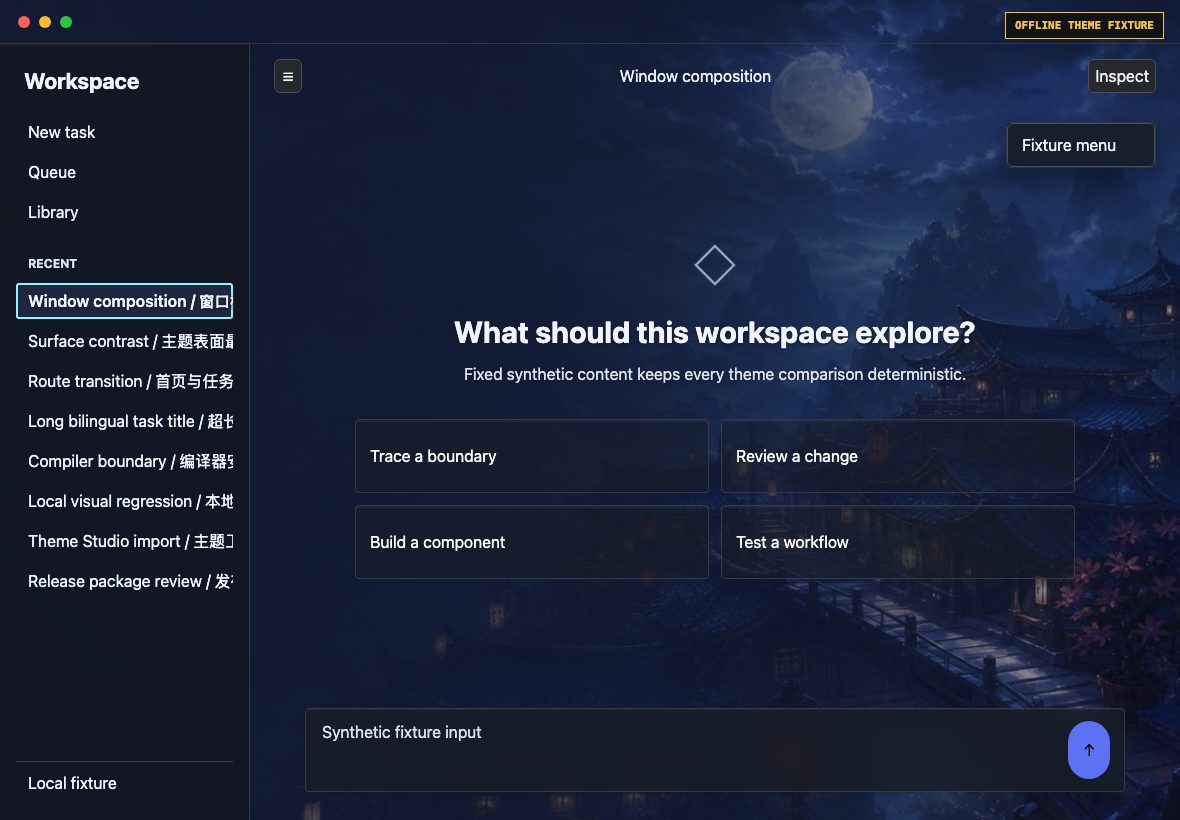 OFFLINE THEME FIXTURE
Workspace
New task
Queue
Library
RECENT
Window composition / 窗口
Surface contrast / 主题表面
Route transition / 首页与任务
Long bilingual task title / 超长
Compiler boundary / 编译器安
Local visual regression / 本地
Theme Studio import / 主题工
Release package review / 发布
Local fixture
Window composition
Inspect
Fixture menu
What should this workspace explore?
Fixed synthetic content keeps every theme comparison deterministic.
Trace a boundary
Review a change
Build a component
Test a workflow
Synthetic fixture input